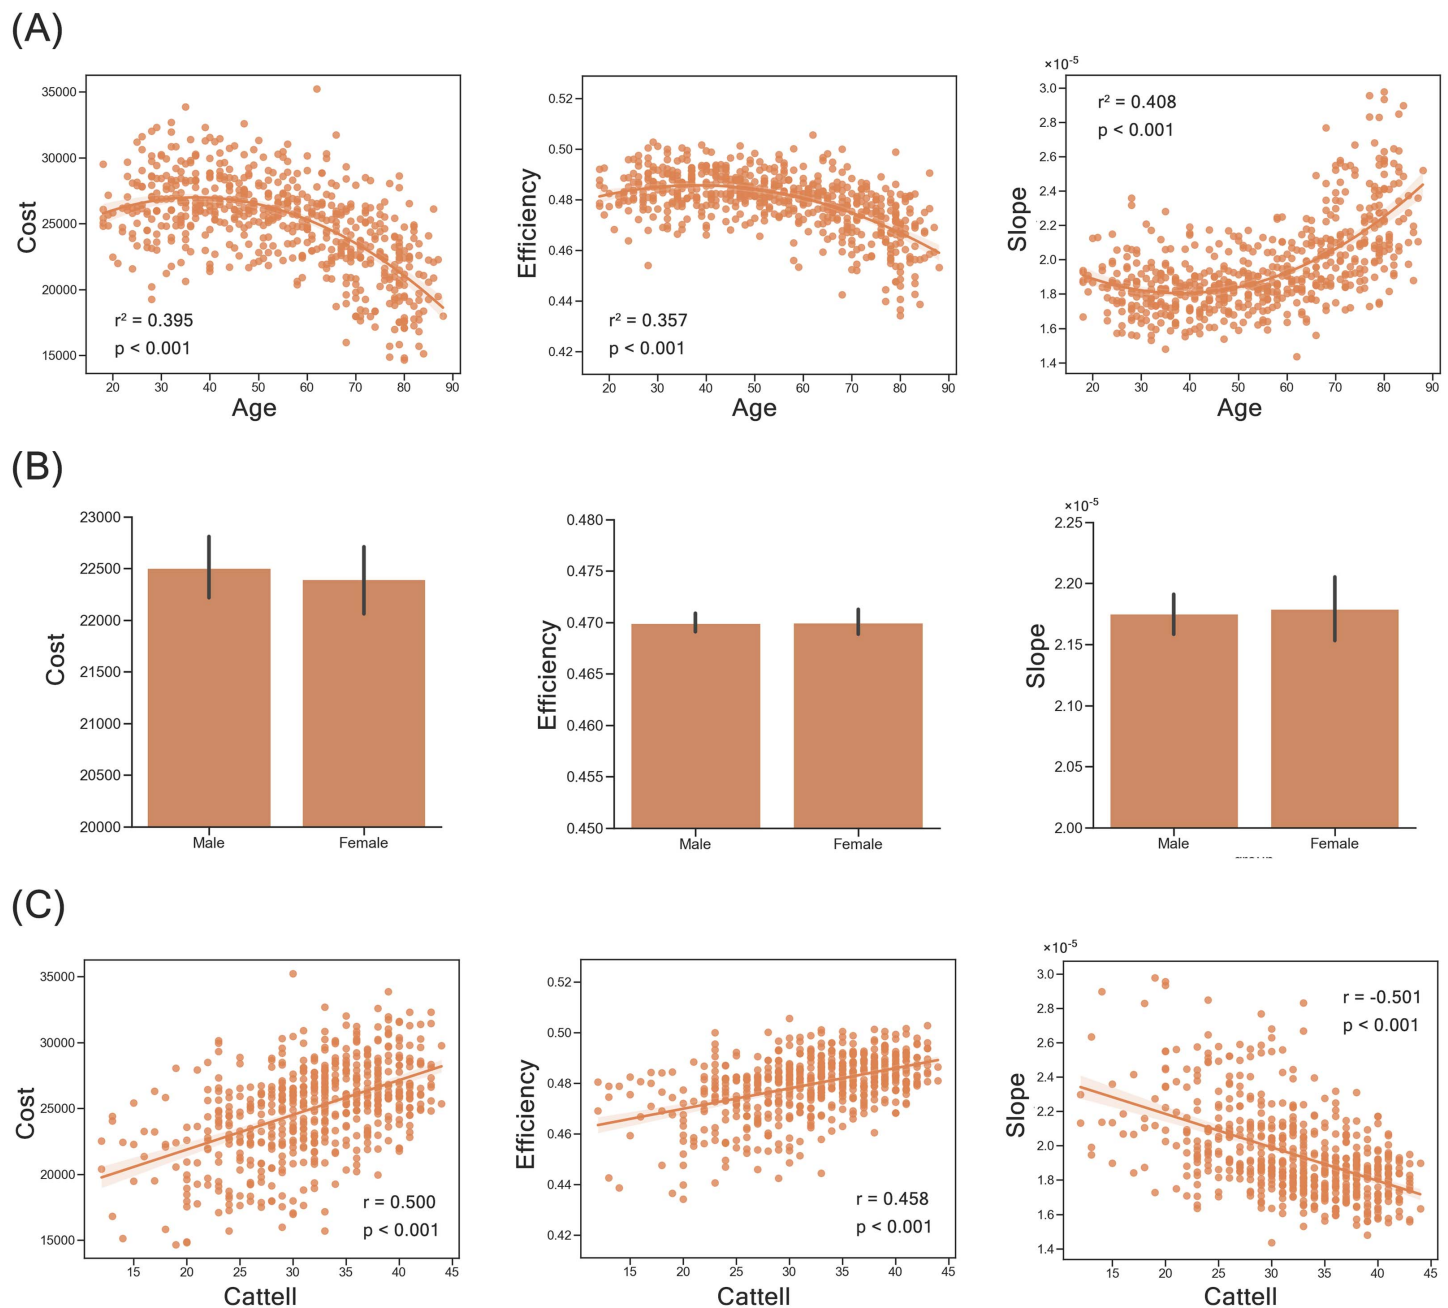 (A)
35000
30000
25000
20000
15000
Cost
r² = 0.395
p < 0.001
20 30 40 50 60 70 80 90
Age
0.52
0.50
0.48
0.46
0.44
0.42
Efficiency
r² = 0.357
p < 0.001
20 30 40 50 60 70 80 90
Age
×10⁻⁵
3.0
2.8
2.6
2.4
2.2
2.0
1.8
1.6
1.4
Slope
r² = 0.408
p < 0.001
20 30 40 50 60 70 80 90
Age
(B)
23000
22500
22000
21500
21000
20500
20000
Cost
Male Female
0.480
0.475
0.470
0.465
0.460
0.455
0.450
Efficiency
Male Female
×10⁻⁵
2.25
2.20
2.15
2.10
2.05
2.00
Slope
Male Female
(C)
35000
30000
25000
20000
15000
Cost
r = 0.500
p < 0.001
15 20 25 30 35 40 45
Cattell
0.52
0.50
0.48
0.46
0.44
0.42
Efficiency
r = 0.458
p < 0.001
15 20 25 30 35 40 45
Cattell
×10⁻⁵
3.0
2.8
2.6
2.4
2.2
2.0
1.8
1.6
1.4
Slope
r = -0.501
p < 0.001
15 20 25 30 35 40 45
Cattell